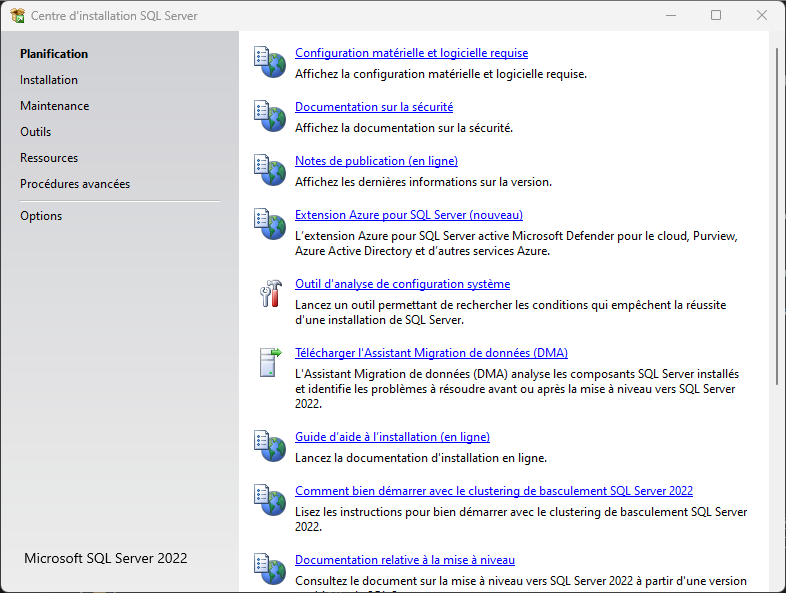 Centre d'installation SQL Server
Planification
Installation
Maintenance
Outils
Ressources
Procédures avancées
Options
Microsoft SQL Server 2022
Configuration matérielle et logicielle requise
Affichez la configuration matérielle et logicielle requise.
Documentation sur la sécurité
Affichez la documentation sur la sécurité.
Notes de publication (en ligne)
Affichez les dernières informations sur la version.
Extension Azure pour SQL Server (nouveau)
L'extension Azure pour SQL Server active Microsoft Defender pour le cloud, Purview,
Azure Active Directory et d'autres services Azure.
Outil d'analyse de configuration système
Lancez un outil permettant de rechercher les conditions qui empêchent la réussite
d'une installation de SQL Server.
Télécharger l'Assistant Migration de données (DMA)
L'Assistant Migration de données (DMA) analyse les composants SQL Server installés
et identifie les problèmes à résoudre avant ou après la mise à niveau vers SQL Server
2022.
Guide d'aide à l'installation (en ligne)
Lancez la documentation d'installation en ligne.
Comment bien démarrer avec le clustering de basculement SQL Server 2022
Lisez les instructions pour bien démarrer avec le clustering de basculement SQL Server
2022.
Documentation relative à la mise à niveau
Consultez le document sur la mise à niveau vers SQL Server 2022 à partir d'une version